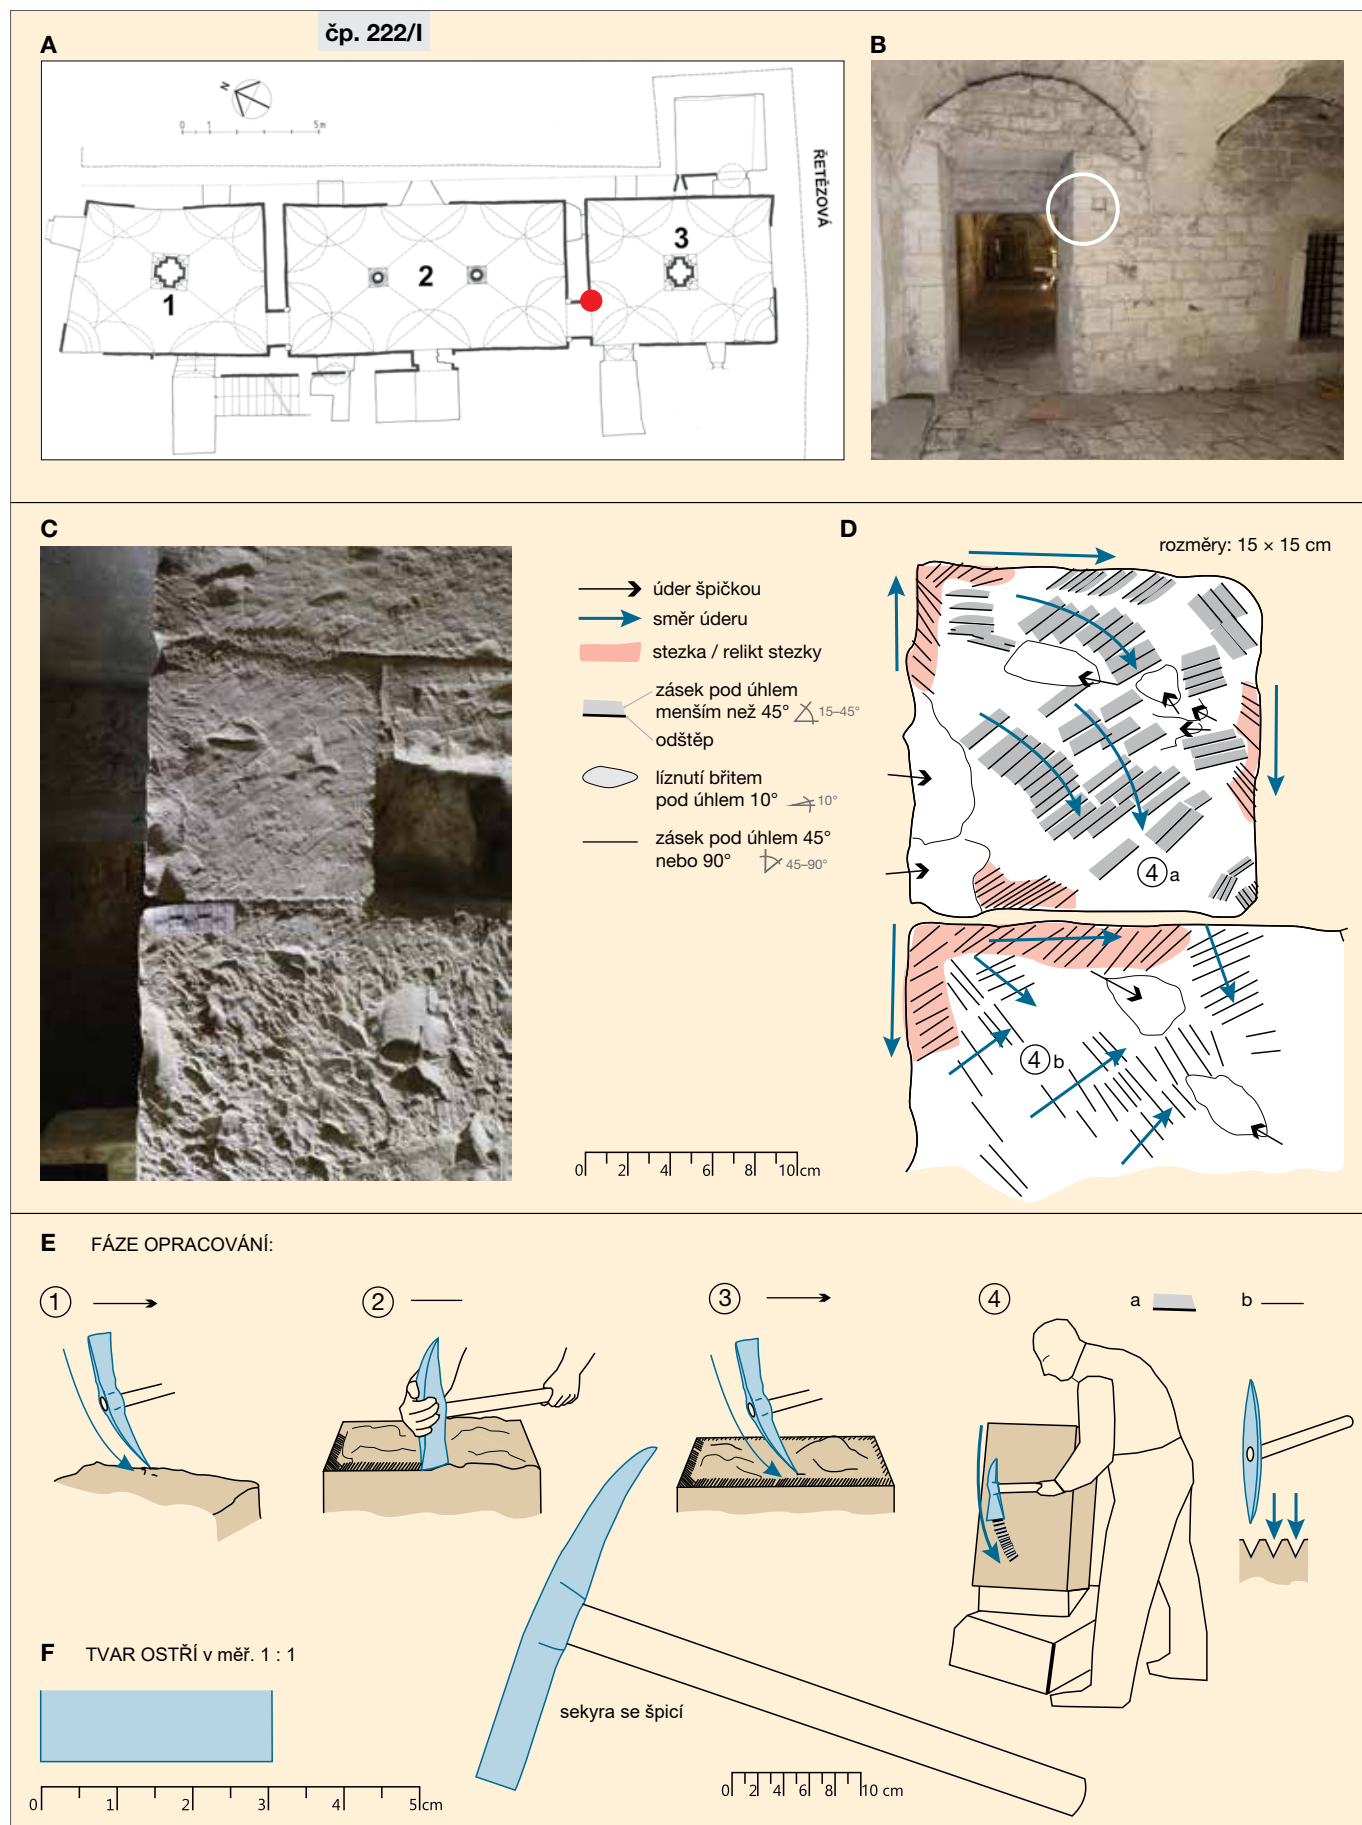 čp. 222/I
A
N
0 1 5m
ŘETĚZOVÁ
1
2
3
B
C
úder špičkou
směr úderu
stezka / relikt stezky
zásek pod úhlem
menším než 45° 15–45°
odštěp
líznutí břitem
pod úhlem 10° 10°
zásek pod úhlem 45°
nebo 90° 45–90°
0 2 4 6 8 10cm
D
rozměry: 15 × 15 cm
4 a
4 b
E FÁZE OPRACOVÁNÍ:
1
2
3
4
a
b
F TVAR OSTŘÍ v měř. 1 : 1
0 1 2 3 4 5cm
sekyra se špicí
0 2 4 6 8 10 cm